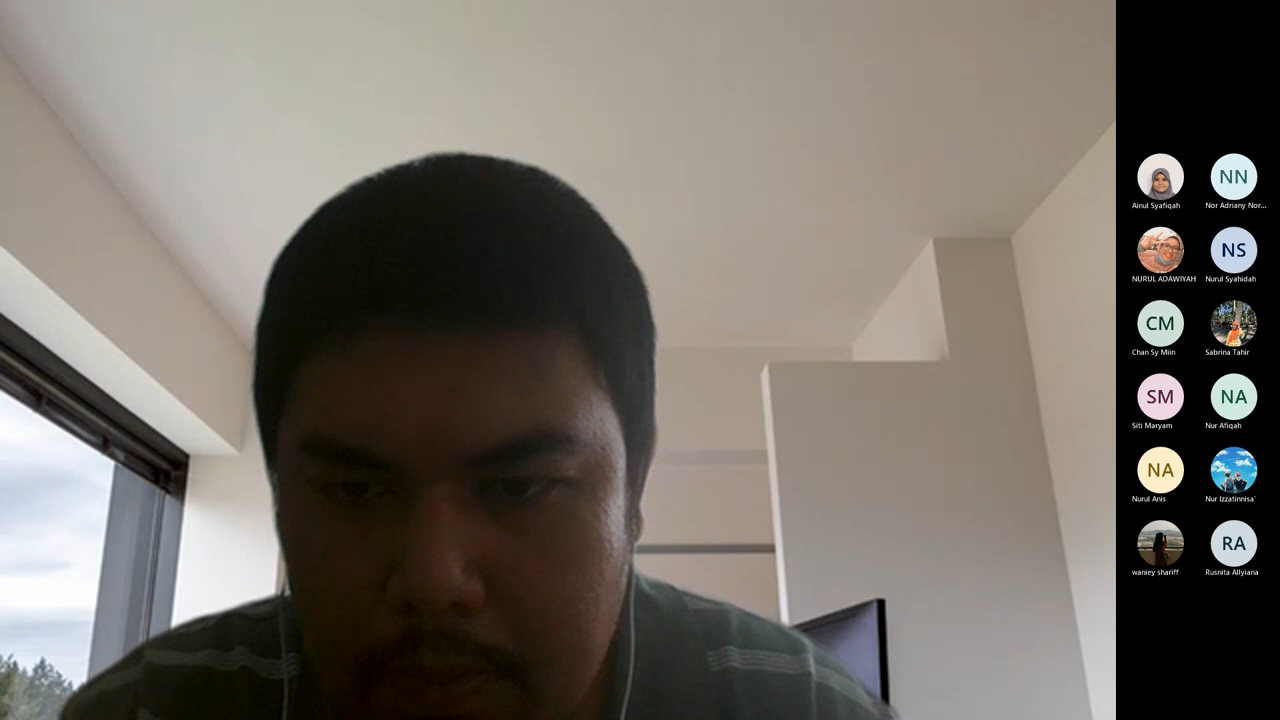 Ainul Syafiqah
NN
Nor Adriany Nor...
NURUL ADAWIYAH
NS
Nurul Syahidah
CM
Chan Sy Miin
Sabrina Tahir
SM
Siti Maryam
NA
Nur Afiqah
NA
Nurul Anis
Nur Izzatinnisa'
waniey shariff
RA
Rusnita Allyiana